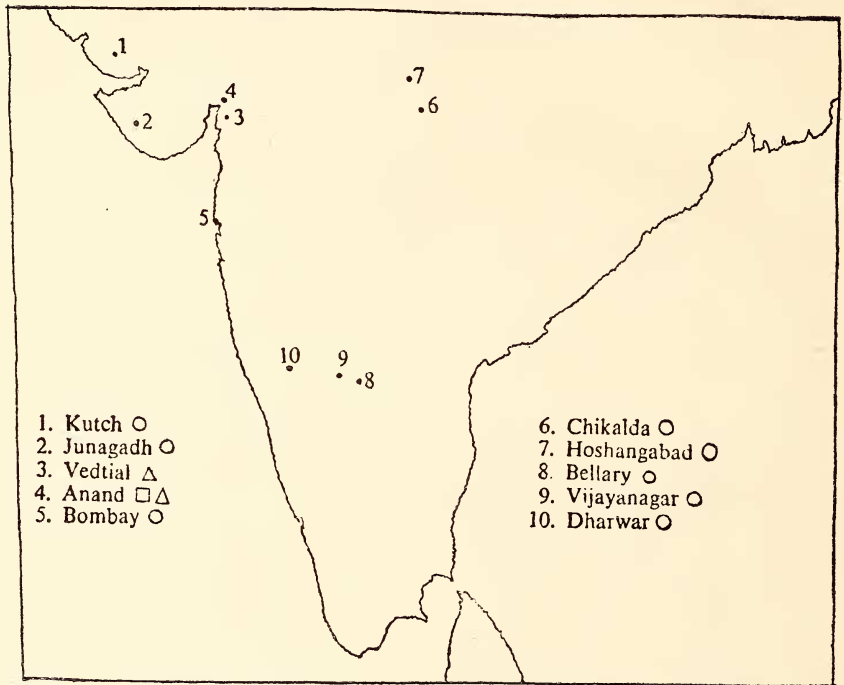 1
7
4
6
3
2
5
10
9
8
1. Kutch ○
2. Junagadh ○
3. Vedtial △
4. Anand □△
5. Bombay ○
6. Chikalda ○
7. Hoshangabad ○
8. Bellary ○
9. Vijayanagar ○
10. Dharwar ○